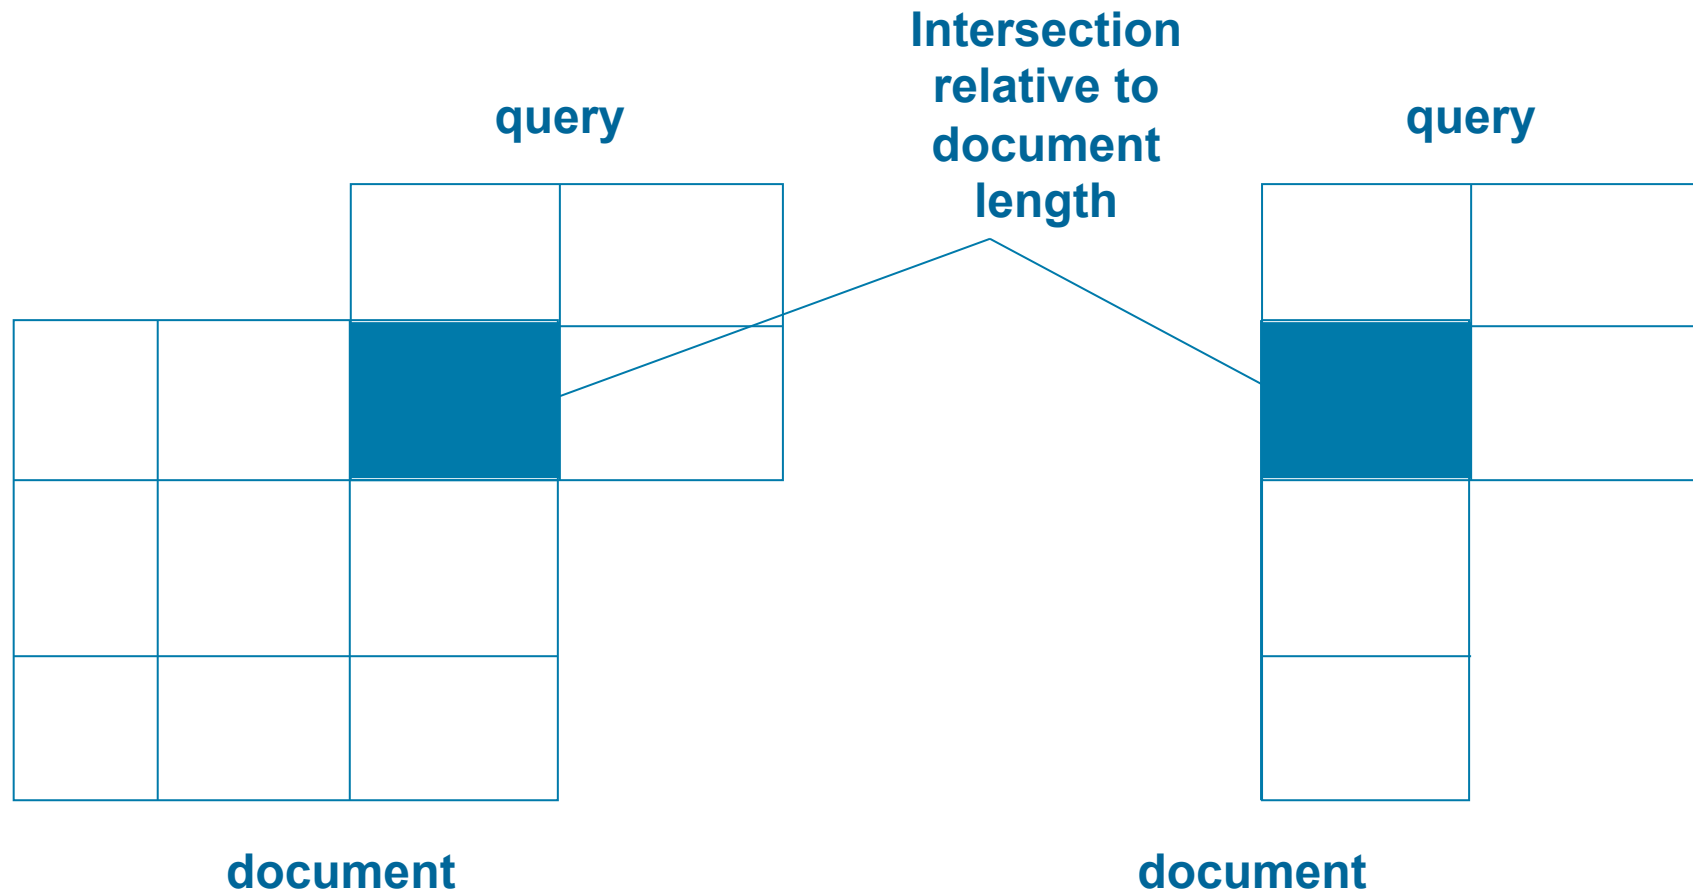 query
Intersection
relative to
document
length
query
document
document